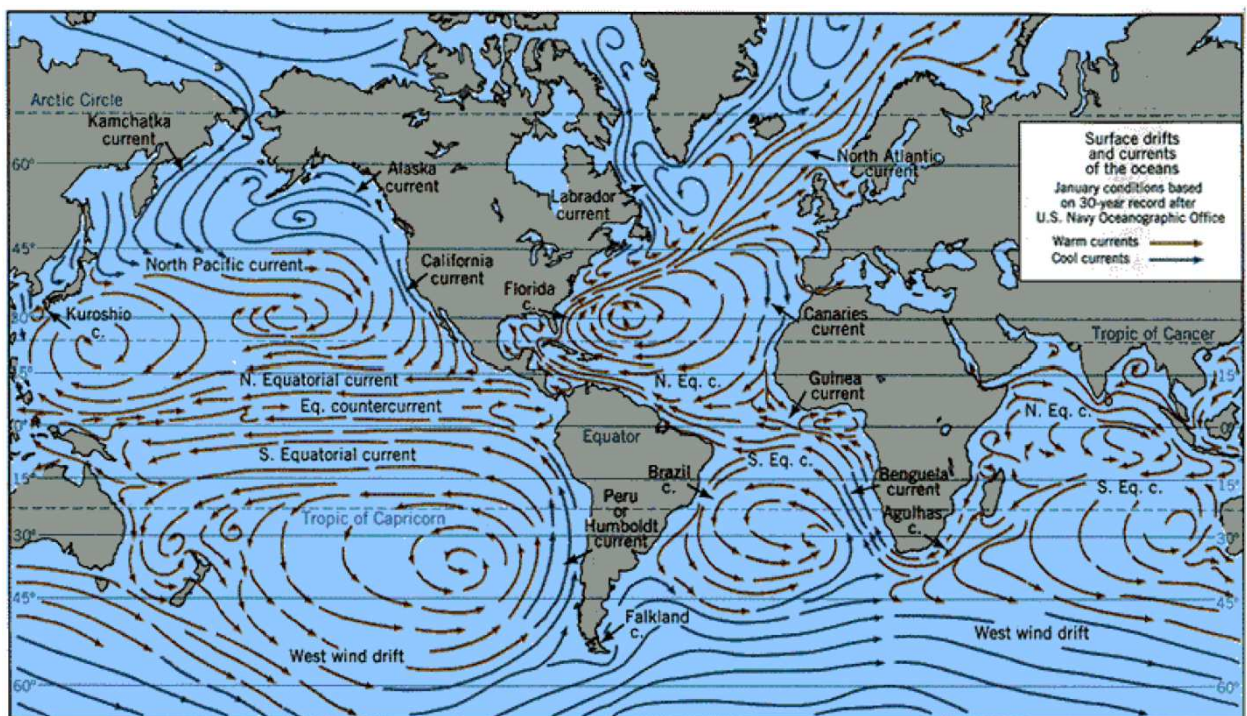 Arctic Circle
Kamchatka
current
60°
Alaska
current
Labrador
current
North Atlantic
current
Surface drifts
and currents
of the oceans
January conditions based
on 30-year record after
U.S. Navy Oceanographic Office
Warm currents
Cool currents
45°
North Pacific current
California
current
Florida
c.
Kuroshio
c.
30°
Canaries
current
Tropic of Cancer
15°
N. Equatorial current
N. Eq. c.
Guinea
current
15°
Eq. countercurrent
N. Eq. c.
0°
Equator
0°
S. Equatorial current
S. Eq. c.
15°
Brazil
c.
Benguela
current
S. Eq. c.
15°
Peru
or
Humboldt
current
Agulhas
c.
Tropic of Capricorn
30°
30°
45°
45°
Falkland
c.
West wind drift
West wind drift
60°
60°